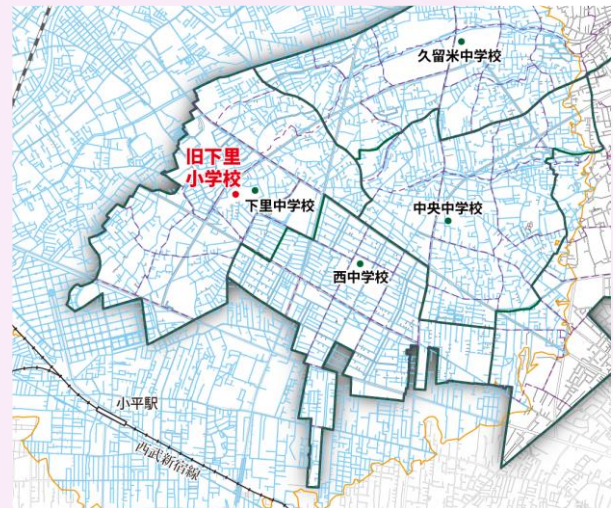 久留米中学校
旧下里
小学校
下里中学校
中央中学校
西中学校
小平駅
西武新宿線